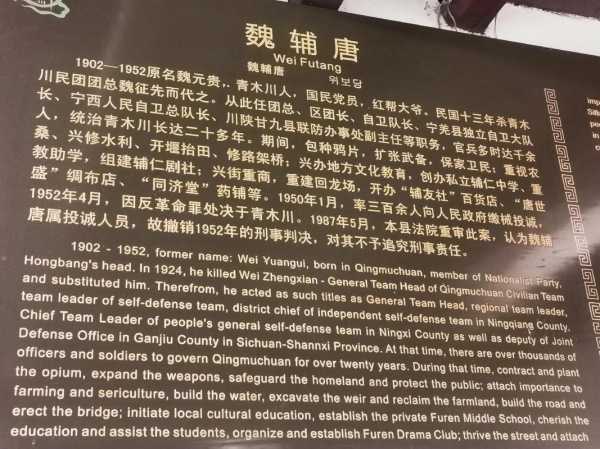 魏辅唐
Wei Futang
魏輔唐 위보당
1902—1952原名魏元贵,. 青木川人，国民党员，红帮大爷。民国十三年杀青木
川民团团总魏征先而代之。从此任团总、区团长、自卫队长、宁羌县独立自卫大队
长、宁西人民自卫总队长、川陕甘九县联防办事处副主任等职务，官兵多时达千余
人，统治青木川长达二十多年。期间，包种鸦片，扩张武备，保家卫民；重视农
桑、兴修水利、开堰拾田、修路架桥；兴办地方文化教育，创办私立辅仁中学、重
教助学，组建辅仁剧社；兴街重商，重建回龙场，开办“辅友社”百货店、“唐世
盛”绸布店、“同济堂”药铺等。1950年1月，率三百余人向人民政府缴械投诚，
1952年4月，因反革命罪处决于青木川。1987年5月，本县法院重审此案，认为魏辅
唐属投诚人员，故撤销1952年的刑事判决，对其不予追究刑事责任。
1902 - 1952, former name: Wei Yuangui, born in Qingmuchuan, member of Nationalist Party,
Hongbang's head. In 1924, he killed Wei Zhengxian - General Team Head of Qingmuchuan Civilian Team
and substituted him. Therefrom, he acted as such titles as General Team Head, regional team leader,
team leader of self-defense team, district chief of independent self-defense team in Ningqiang County,
Chief Team Leader of people's general self-defense team in Ningxi County as well as deputy of Joint
Defense Office in Ganjiu County in Sichuan-Shannxi Province. At that time, there are over thousands of
officers and soldiers to govern Qingmuchuan for over twenty years. During that time, contract and plant
the opium, expand the weapons, safeguard the homeland and protect the public; attach importance to
farming and sericulture, build the water, excavate the weir and reclaim the farmland, build the road and
erect the bridge; initiate local cultural education, establish the private Furen Middle School, cherish the
education and assist the students, organize and establish Furen Drama Club; thrive the street and attach